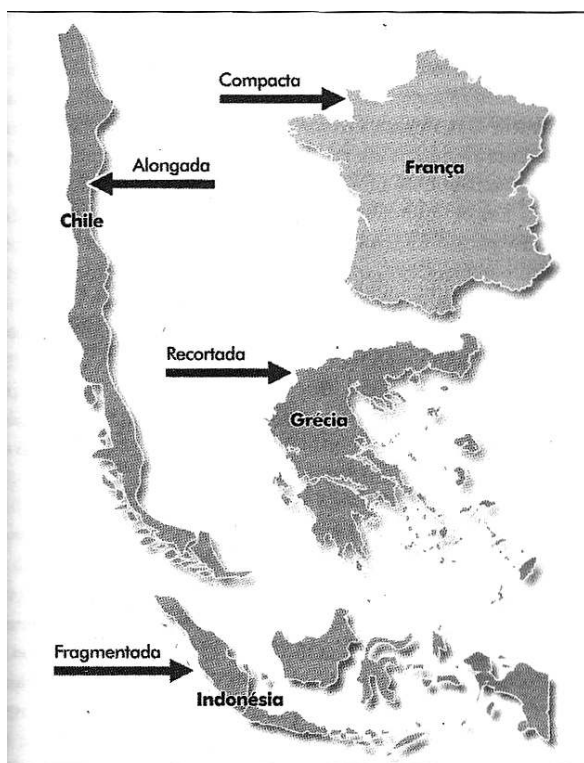 Compacta
França
Alongada
Chile
Recortada
Grécia
Fragmentada
Indonésia